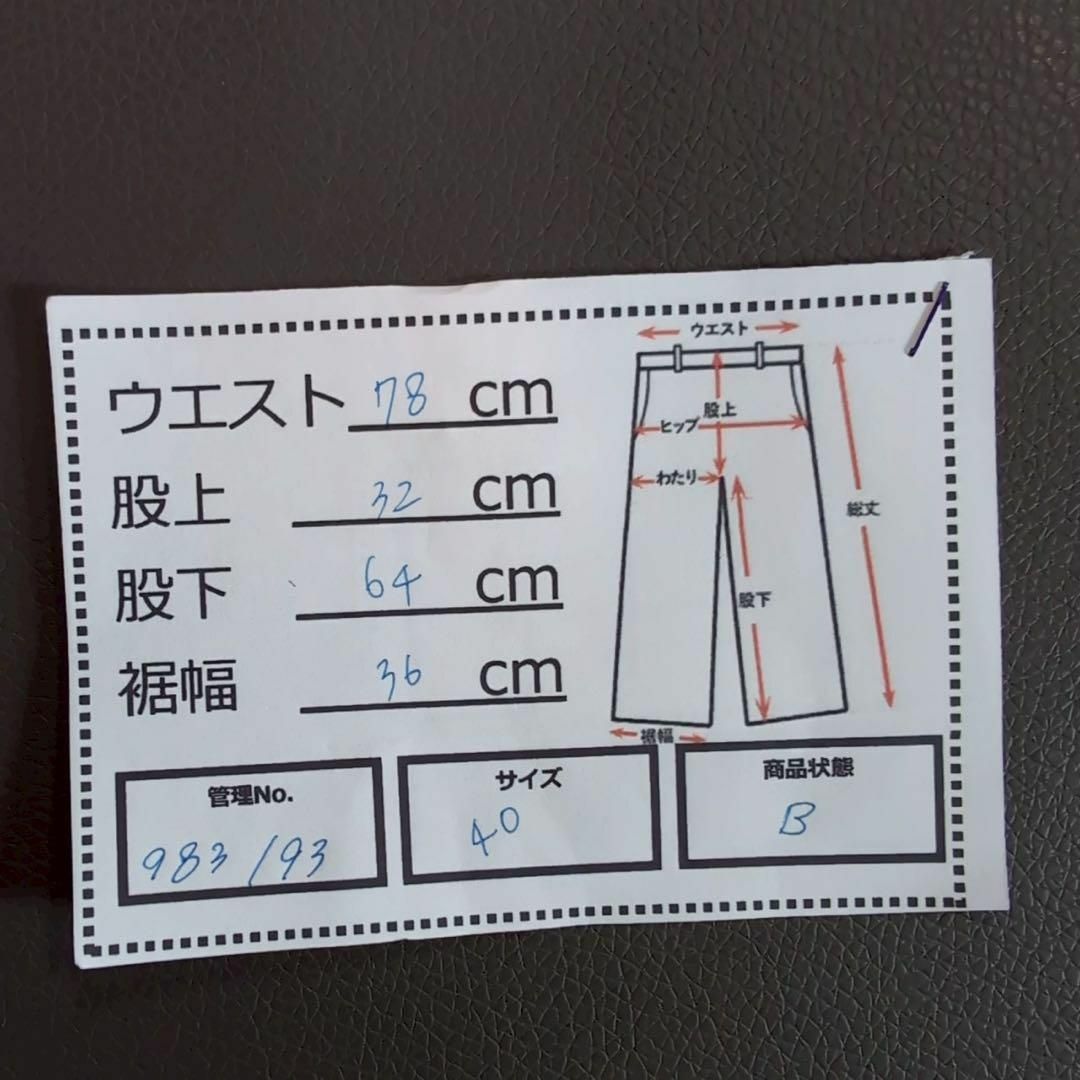 ウエスト 78 cm
股上 32 cm
股下 64 cm
裾幅 36 cm
ウエスト
股上
ヒップ
わたり
総丈
股下
裾幅
管理No.
983/93
サイズ
40
商品状態
B